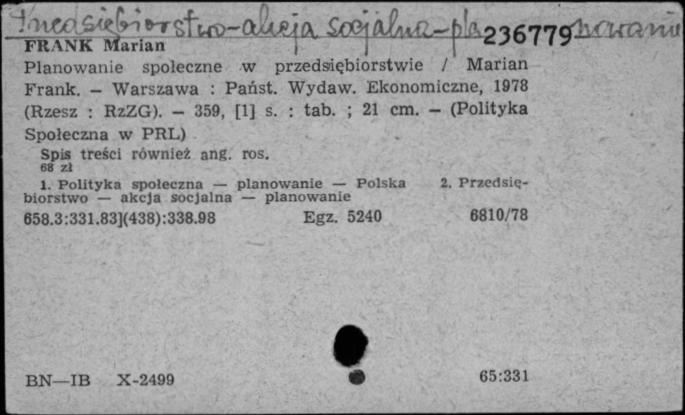 Przedsiębiorstwo-akcja socjalna-pla 236779 nowanie
FRANK Marian
Planowanie społeczne w przedsiębiorstwie / Marian
Frank. — Warszawa : Państ. Wydaw. Ekonomiczne, 1978
(Rzesz : RzZG). — 359, [1] s. : tab. ; 21 cm. — (Polityka
Społeczna w PRL)
Spis treści również ang. ros.
68 zł
1. Polityka społeczna — planowanie — Polska 2. Przedsię-
biorstwo — akcja socjalna — planowanie
658.3:331.83](438):338.98 Egz. 5240 6810/78
BN—IB X-2499 65:331